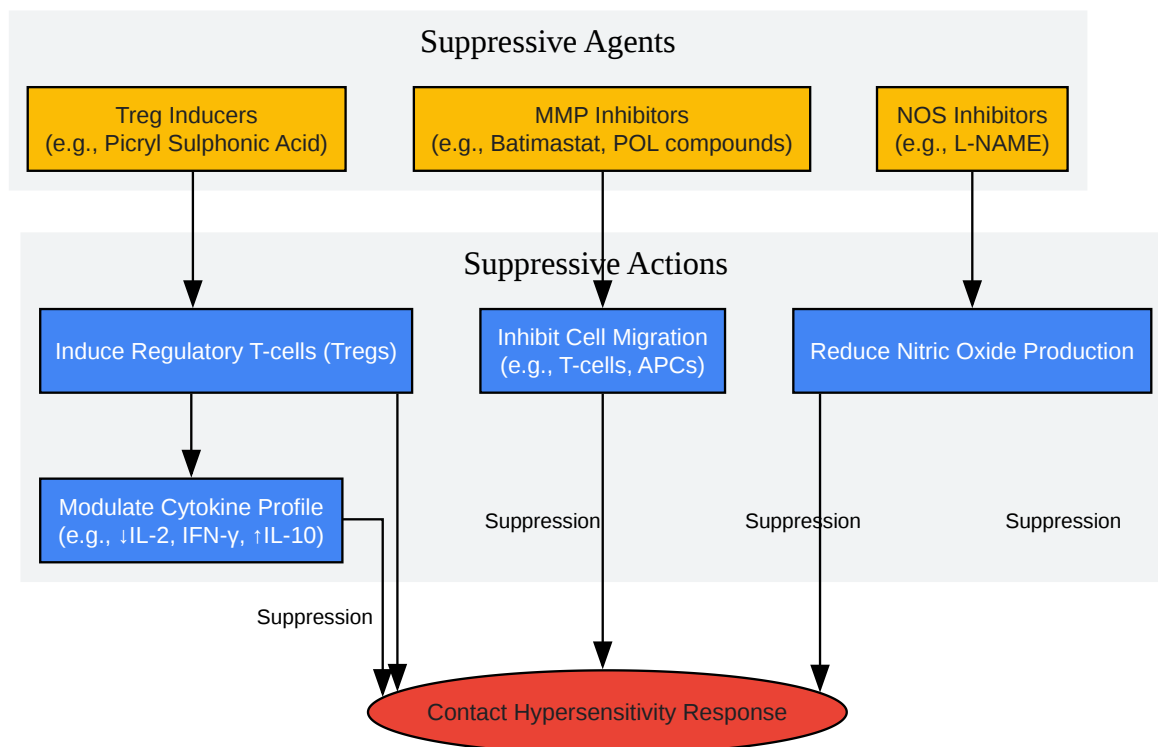 Suppressive Agents
Treg Inducers
(e.g., Picryl Sulphonic Acid)
MMP Inhibitors
(e.g., Batimastat, POL compounds)
NOS Inhibitors
(e.g., L-NAME)
Suppressive Actions
Induce Regulatory T-cells (Tregs)
Inhibit Cell Migration
(e.g., T-cells, APCs)
Reduce Nitric Oxide Production
Modulate Cytokine Profile
(e.g., ↓IL-2, IFN-γ, ↑IL-10)
Suppression
Suppression
Suppression
Suppression
Contact Hypersensitivity Response